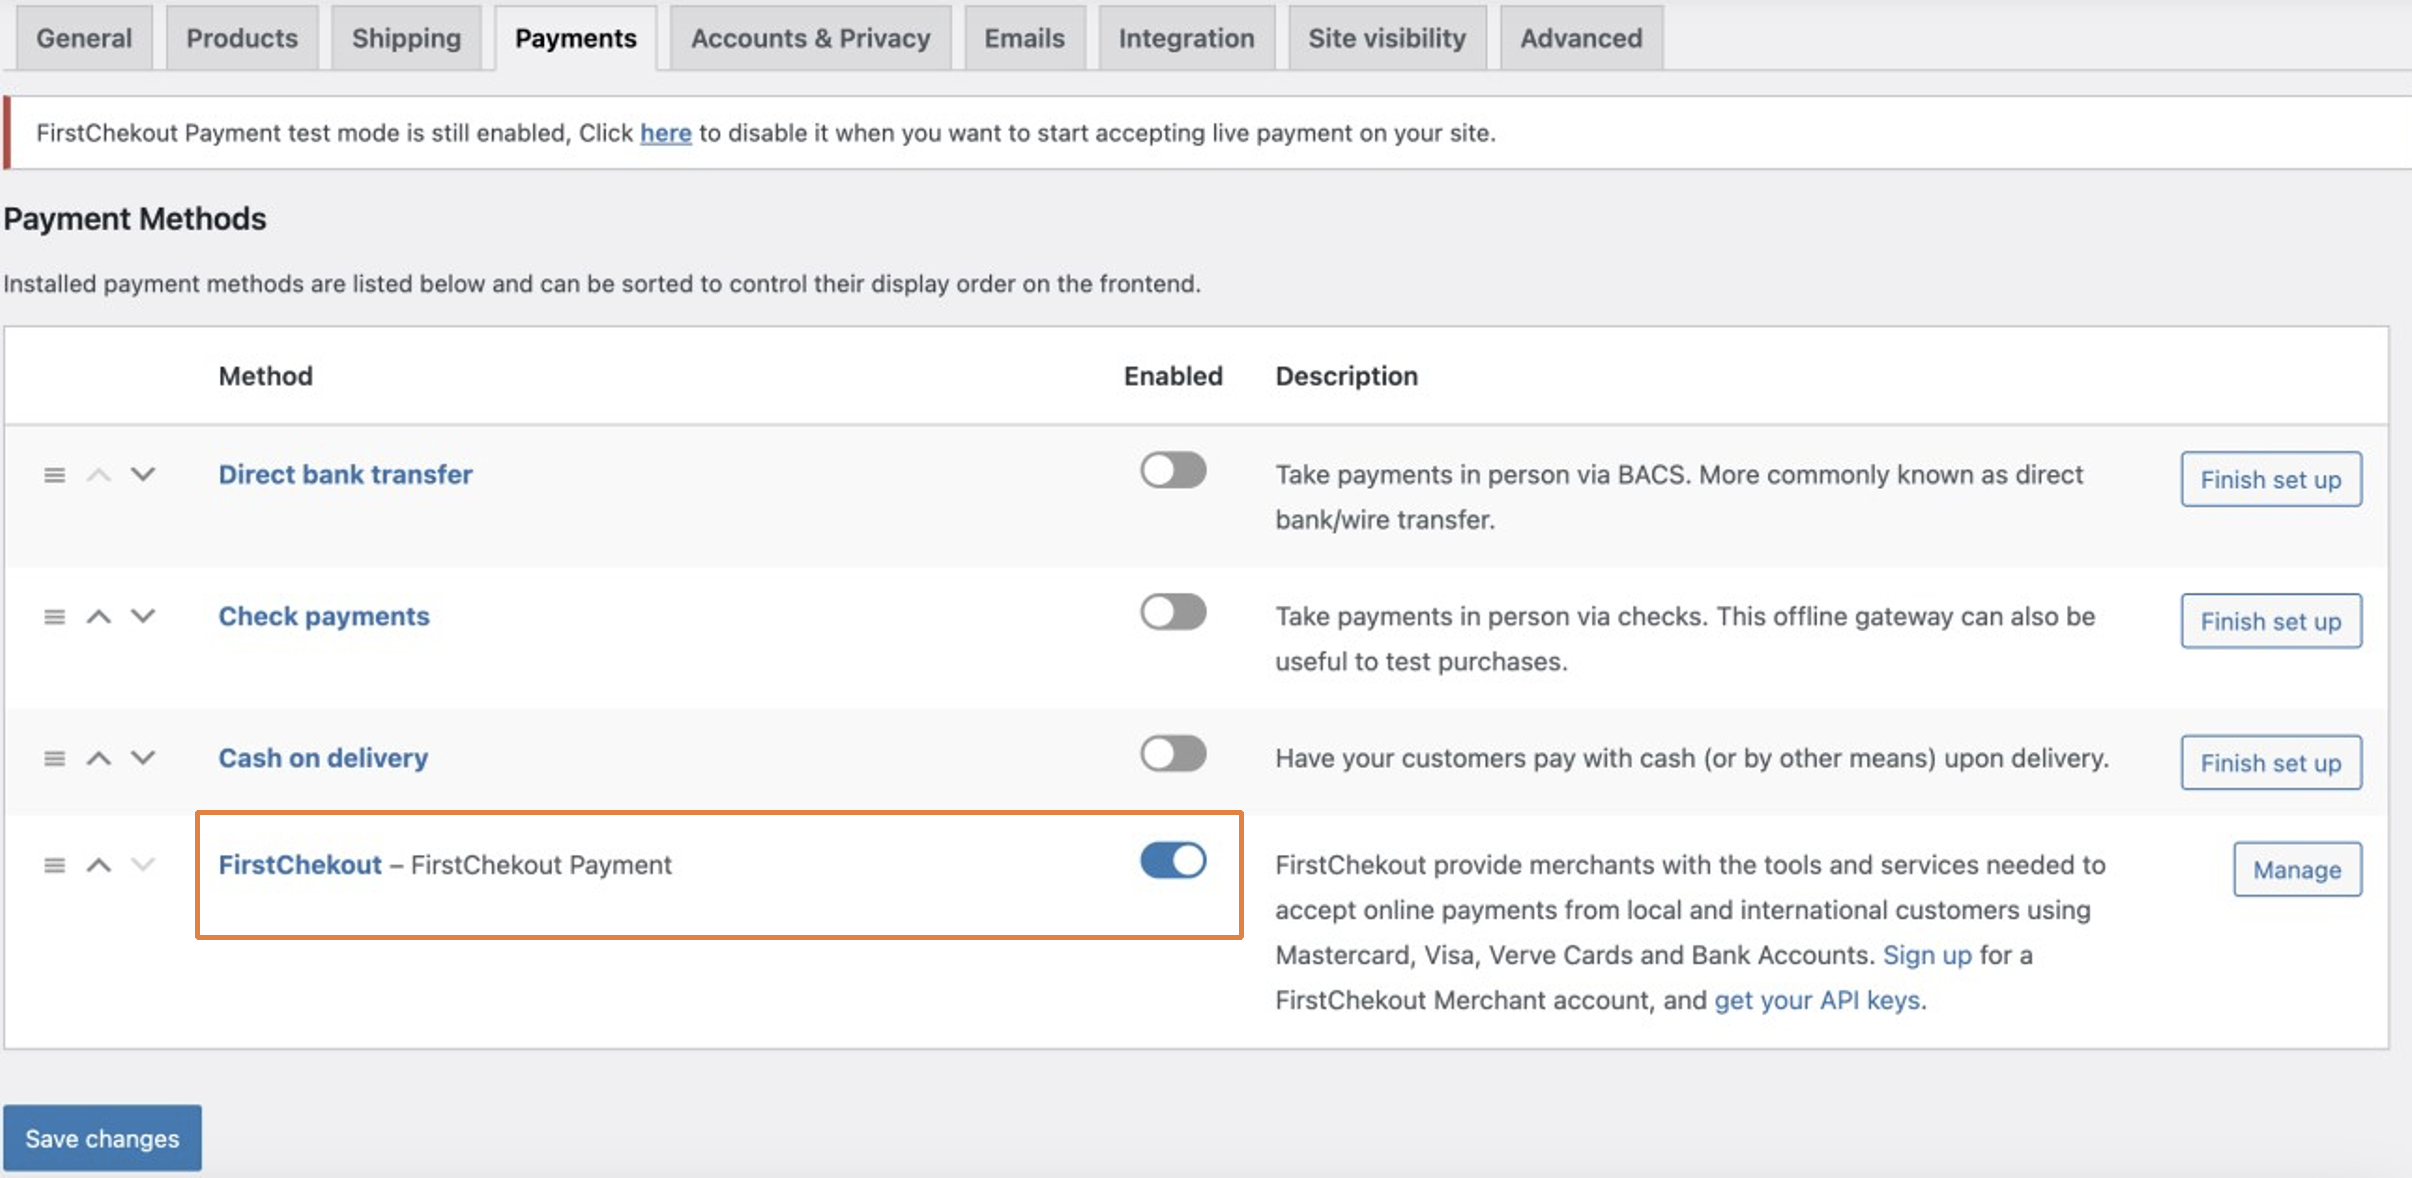 General Products Shipping Payments Accounts & Privacy Emails Integration Site visibility Advanced
FirstChekout Payment test mode is still enabled, Click here to disable it when you want to start accepting live payment on your site.
Payment Methods
Installed payment methods are listed below and can be sorted to control their display order on the frontend.
Method Enabled Description
Direct bank transfer
Take payments in person via BACS. More commonly known as direct
bank/wire transfer.
Finish set up
Check payments
Take payments in person via checks. This offline gateway can also be
useful to test purchases.
Finish set up
Cash on delivery
Have your customers pay with cash (or by other means) upon delivery.
Finish set up
FirstChekout – FirstChekout Payment
FirstChekout provide merchants with the tools and services needed to
accept online payments from local and international customers using
Mastercard, Visa, Verve Cards and Bank Accounts. Sign up for a
FirstChekout Merchant account, and get your API keys.
Manage
Save changes